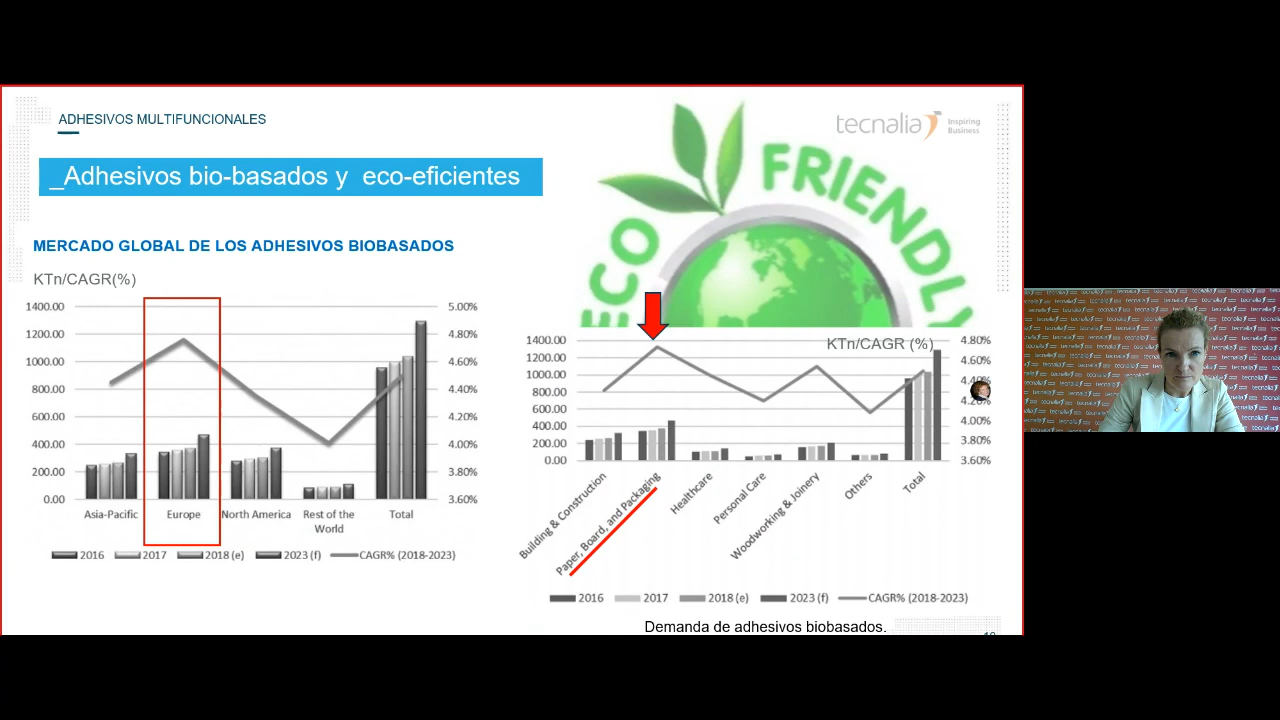 ADHESIVOS MULTIFUNCIONALES
tecnalia Inspiring Business
_Adhesivos bio-basados y eco-eficientes
ECO FRIENDLY
MERCADO GLOBAL DE LOS ADHESIVOS BIOBASADOS
KTn/CAGR(%)
1400.00
1200.00
1000.00
800.00
600.00
400.00
200.00
0.00
5.00%
4.80%
4.60%
4.40%
4.20%
4.00%
3.80%
3.60%
Asia-Pacific
Europe
North America
Rest of the World
Total
2016
2017
2018 (e)
2023 (f)
CAGR% (2018-2023)
KTn/CAGR (%)
1400.00
1200.00
1000.00
800.00
600.00
400.00
200.00
0.00
4.80%
4.60%
4.40%
4.20%
4.00%
3.80%
3.60%
Building & Construction
Paper, Board, and Packaging
Healthcare
Personal Care
Woodworking & Joinery
Others
Total
2016
2017
2018 (e)
2023 (f)
CAGR% (2018-2023)
Demanda de adhesivos biobasados.
tecnalia